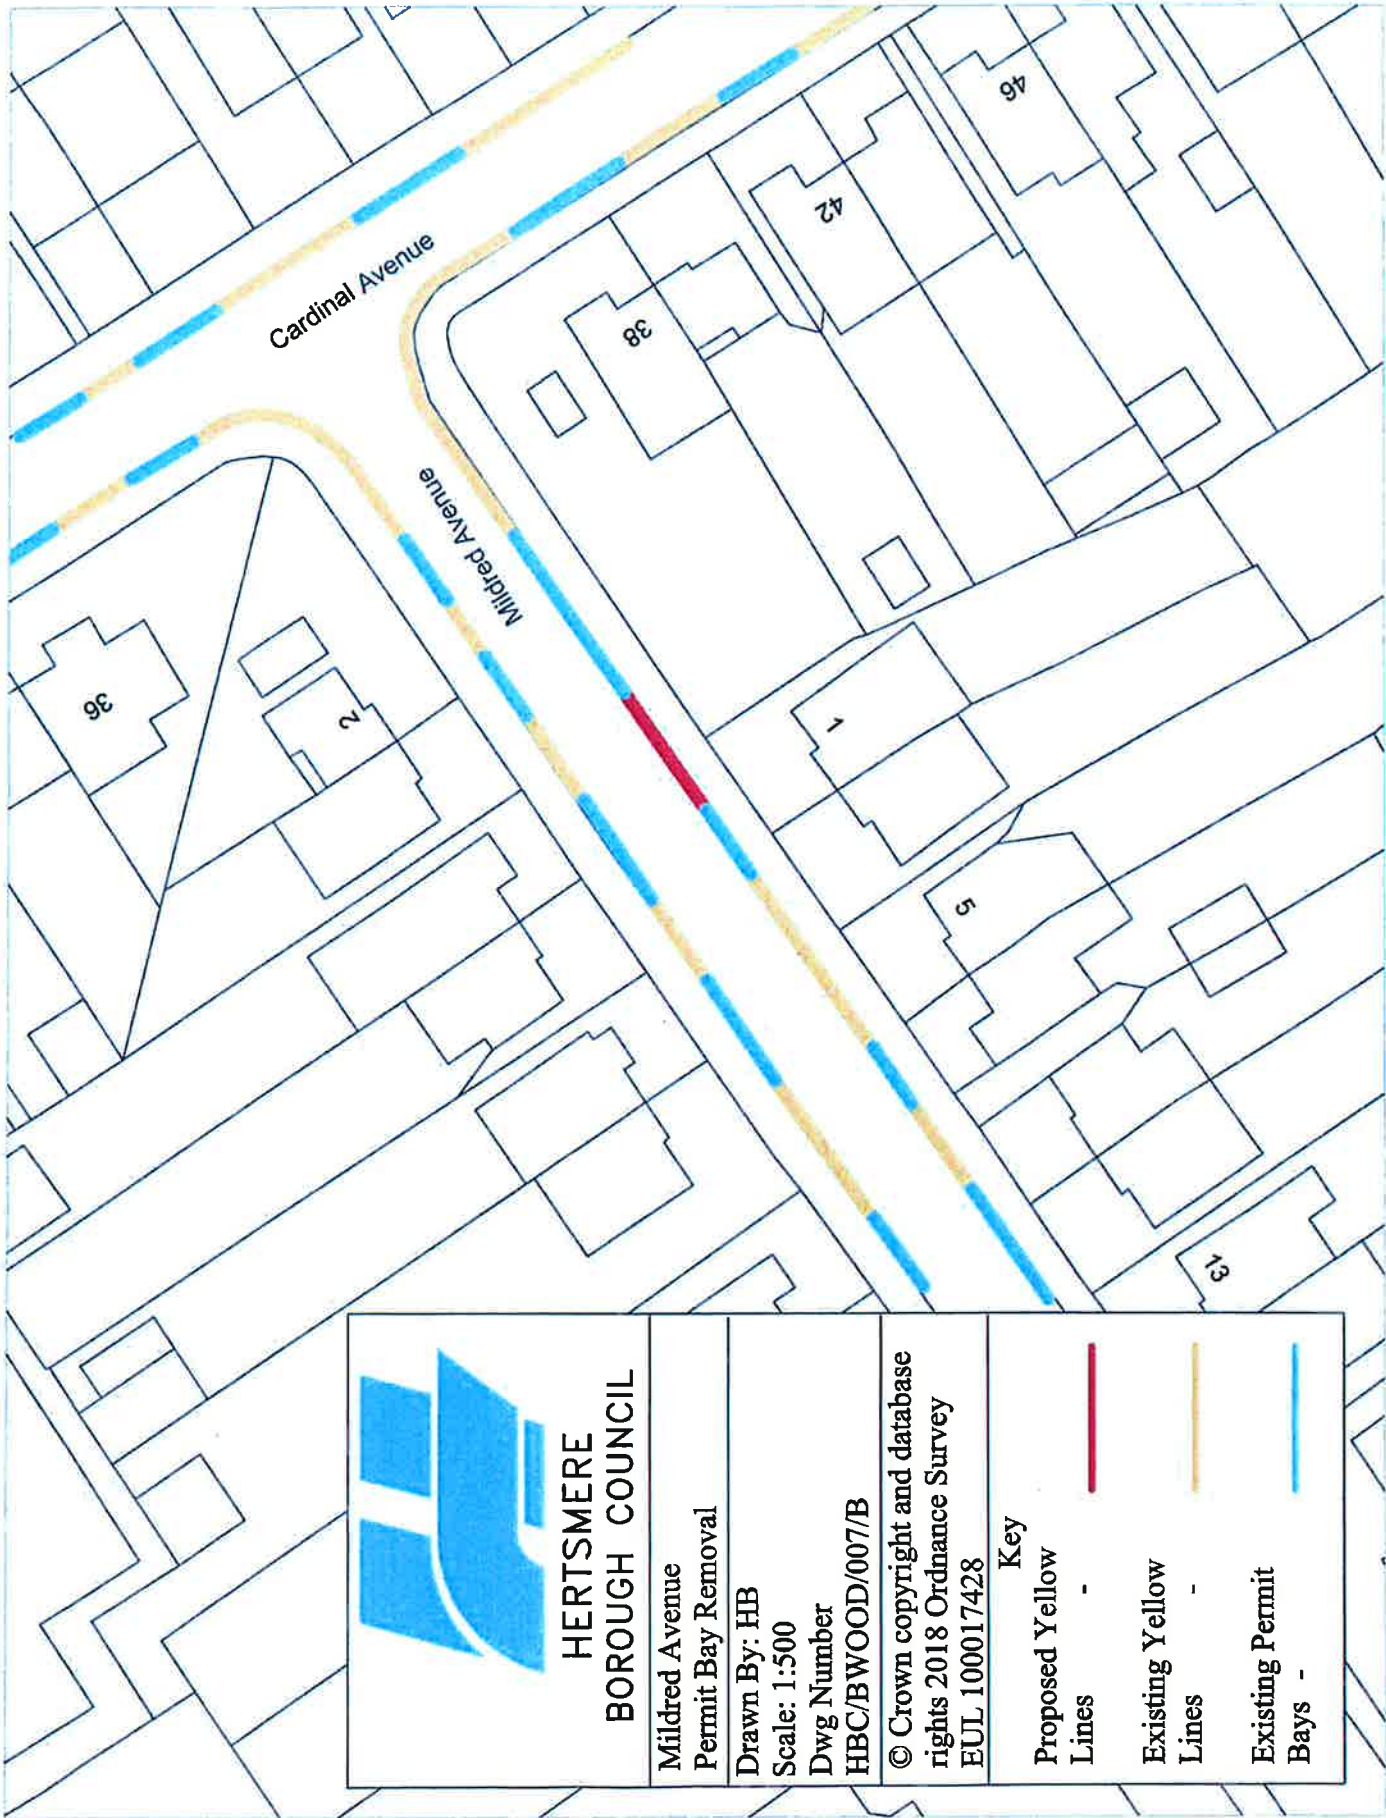 HERTSMERE
BOROUGH COUNCIL
Mildred Avenue
Permit Bay Removal
Drawn By: HB
Scale: 1:500
Dwg Number
HBC/BWOOD/007/B
© Crown copyright and database
rights 2018 Ordnance Survey
EUL 100017428
Key
Proposed Yellow
Lines -
Existing Yellow
Lines -
Existing Permit
Bays -
Cardinal Avenue
Mildred Avenue
36
2
38
42
46
1
5
13